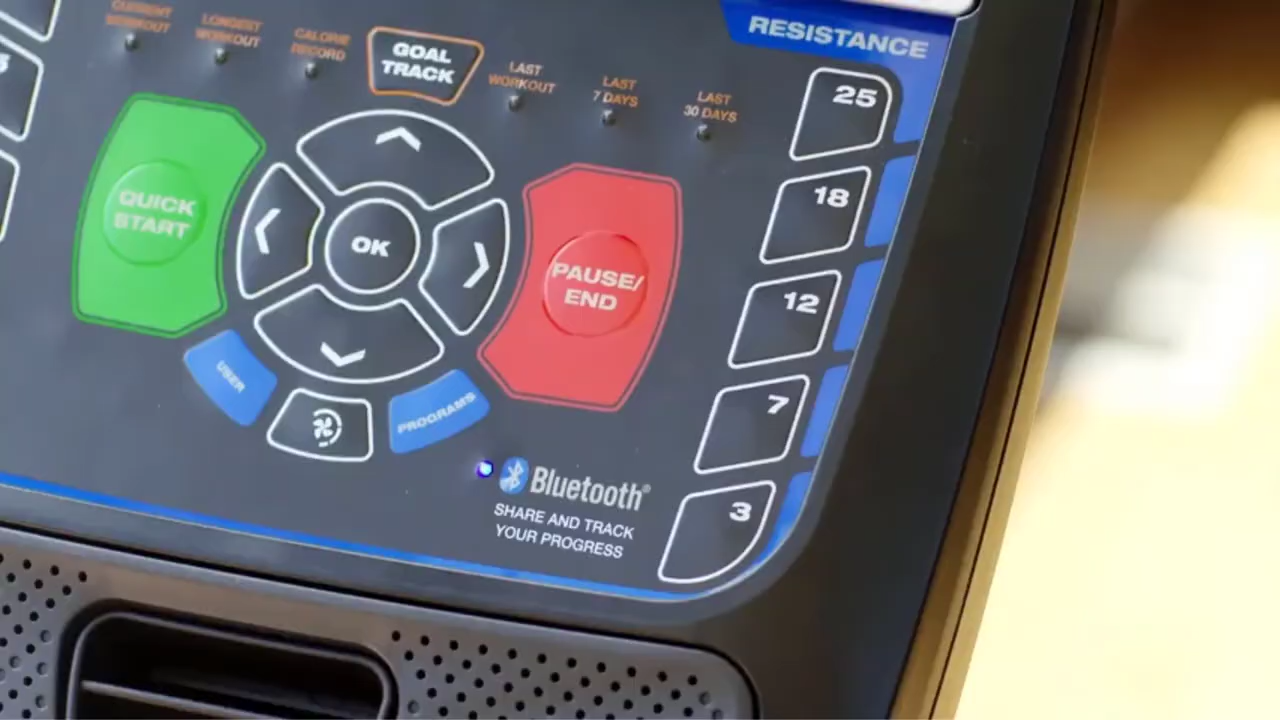 CURRENT
WORKOUT
LONGEST
WORKOUT
CALORIE
RECORD
GOAL
TRACK
LAST
WORKOUT
LAST
7 DAYS
LAST
30 DAYS
RESISTANCE
25
18
12
7
3
QUICK
START
OK
PAUSE/
END
USER
PROGRAMS
Bluetooth®
SHARE AND TRACK
YOUR PROGRESS